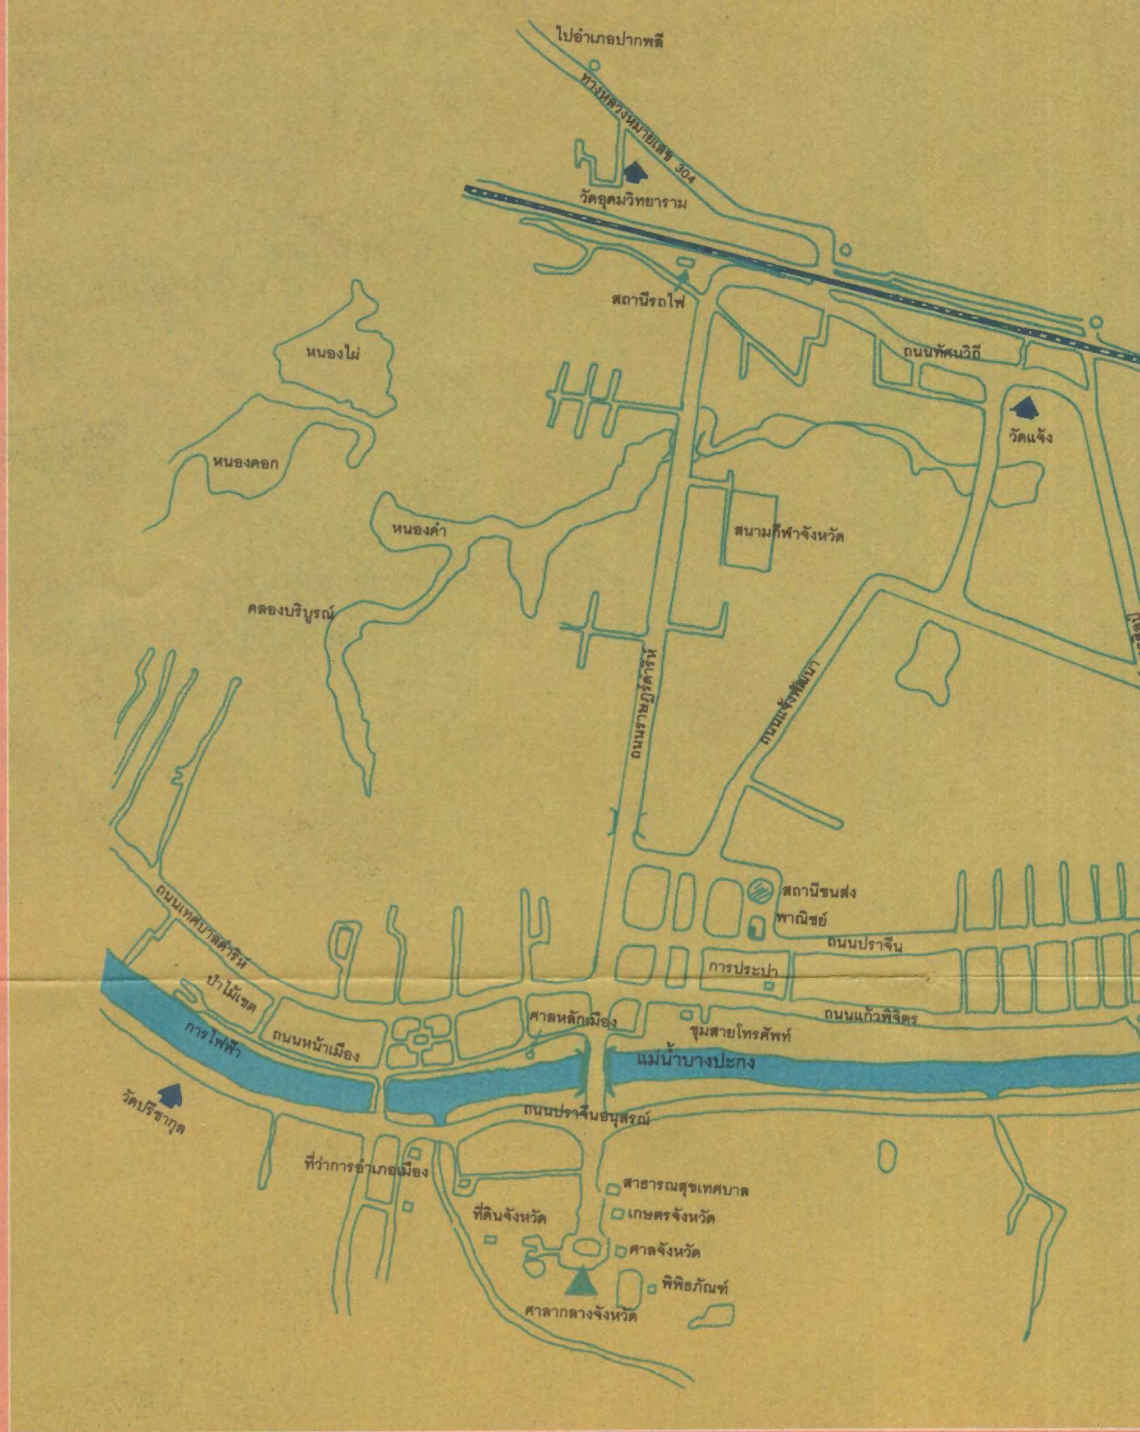 ไปอำเภอปากพลี
ทางหลวงหมายเลข 304
วัดอุดมวิทยาราม
สถานีรถไฟ
หนองไผ่
ถนนทัศนวิถี
วัดแจ้ง
หนองคอก
หนองคำ
สนามกีฬาจังหวัด
คลองบริบูรณ์
ถนนราษฎร์ดำริห์
ถนนแจ้งพัฒนา
สถานีขนส่ง
พาณิชย์
ถนนเทศบาลดำริห์
ถนนปราจีน
การประปา
ป่าไม้เขต
ศาลหลักเมือง
ถนนแก้วพิจิตร
การไฟฟ้า
ถนนหน้าเมือง
ชุมสายโทรศัพท์
แม่น้ำบางปะกง
วัดปรีชากูล
ถนนปราจีนอนุสรณ์
ที่ว่าการอำเภอเมือง
สาธารณสุขเทศบาล
ที่ดินจังหวัด
เกษตรจังหวัด
ศาลจังหวัด
พิพิธภัณฑ์
ศาลากลางจังหวัด